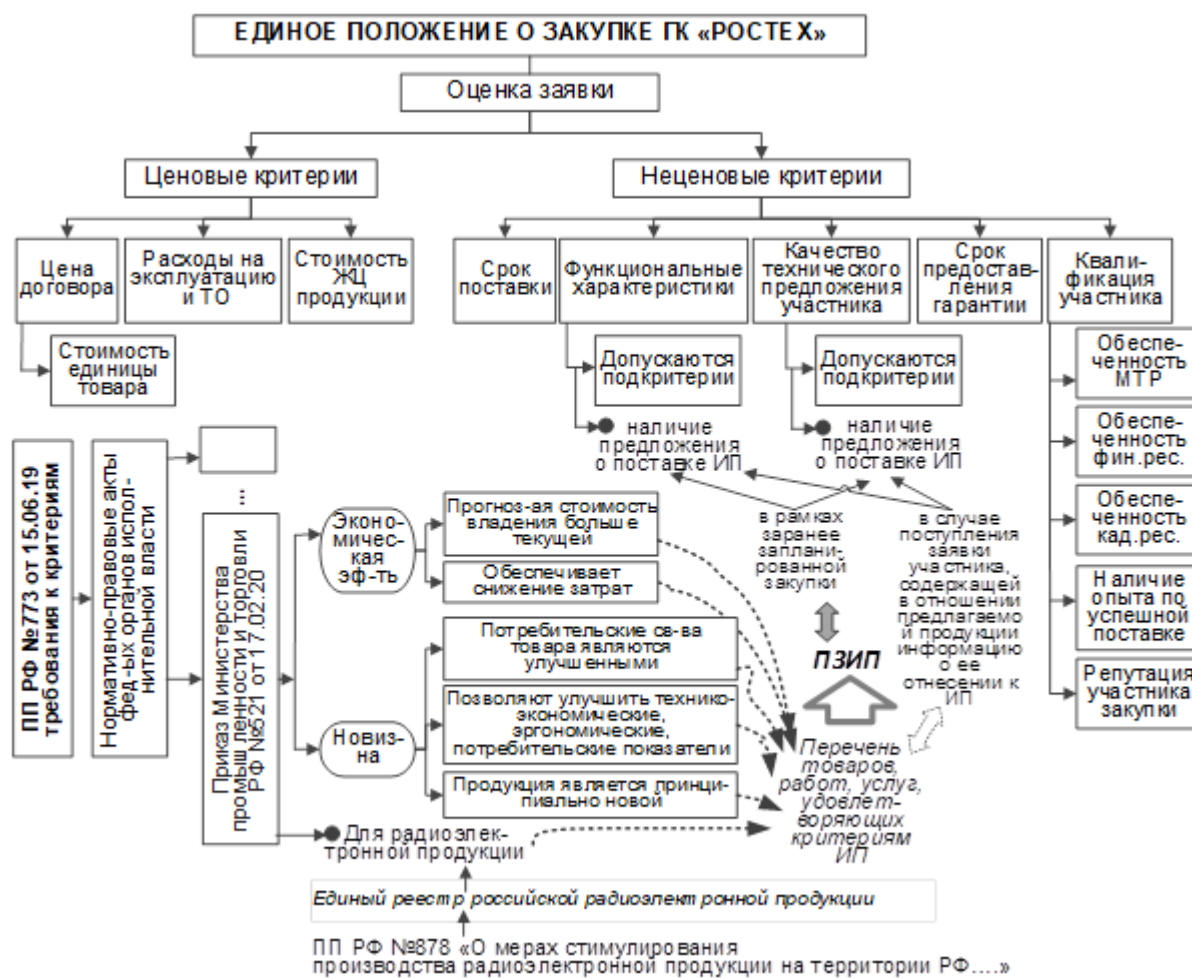 ЕДИНОЕ ПОЛОЖЕНИЕ О ЗАКУПКЕ ГК «РОСТЕХ»
Оценка заявки
Ценовые критерии
Неценовые критерии
Цена
договора
Расходы на
эксплуатацию
и ТО
Стоимость
ЖЦ
продукции
Срок
поставки
Функциональные
характеристики
Качество
технического
предложения
участника
Срок
предостав-
ления
гарантии
Квали-
фикация
участника
Стоимость
единицы
товара
Допускаются
подкритерии
Допускаются
подкритерии
наличие
предложения
о поставке ИП
наличие
предложения
о поставке ИП
Обеспе-
ченность
МТР
Обеспе-
ченность
фин.рес.
Обеспе-
ченность
кад.рес.
Наличие
опыта по
успешной
поставке
Репутация
участника
закупки
ПП РФ №773 от 15.06.19
требования к критериям
Нормативно-правовые акты
фед-ых органов испол-
нительной власти
...
Приказ Министерства
промышленности и торговли
РФ №521 от 17.02.20
Эконо-
мическая
эф-ть
Новиз-
на
Прогноз-ая стоимость
владения больше
текущей
Обеспечивает
снижение затрат
Потребительские св-ва
товара являются
улучшенными
Позволяют улучшить технико-
экономические,
эргономические,
потребительские показатели
Продукция является принци-
пиально новой
Для радиоэлек-
тронной продукции
в рамках
заранее
заплани-
рованной
закупки
в случае
поступления
заявки
участника,
содержащей
в отношении
предлагаемо
й продукции
информацию
о ее
отнесении к
ИП
ПЗИП
Перечень
товаров,
работ, услуг,
удовлет-
воряющих
критериям
ИП
Единый реестр российской радиоэлектронной продукции
ПП РФ №878 «О мерах стимулирования
производства радиоэлектронной продукции на территории РФ....»